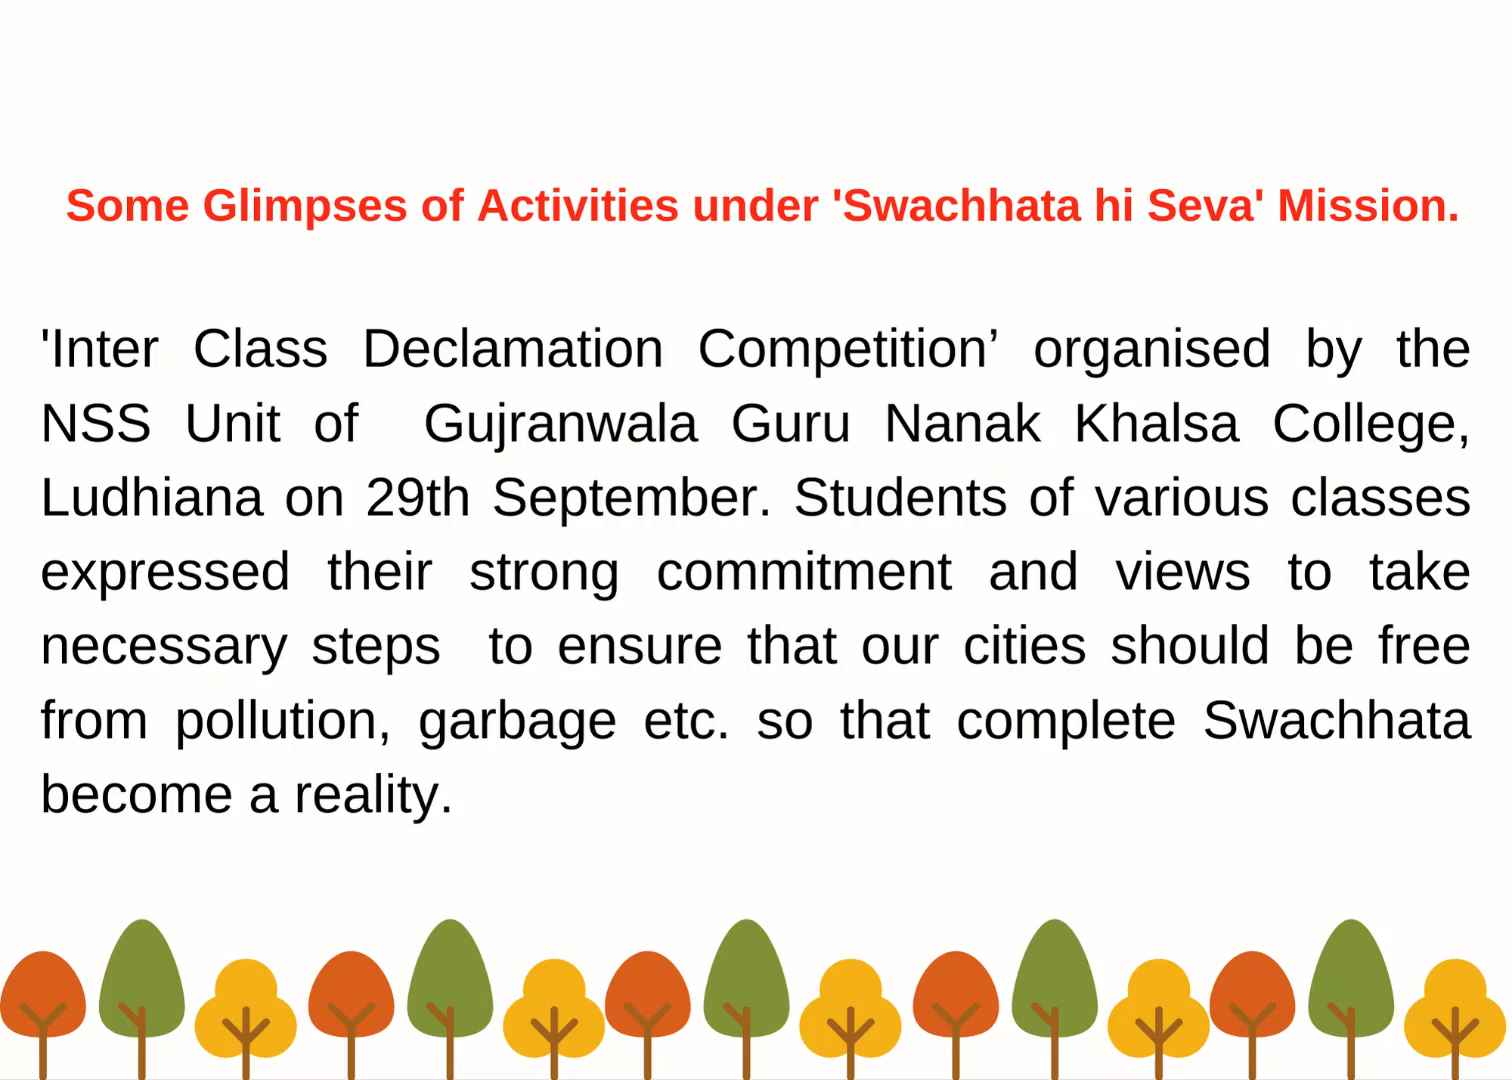 Some Glimpses of Activities under 'Swachhata hi Seva' Mission.
'Inter Class Declamation Competition’ organised by the
NSS Unit of  Gujranwala Guru Nanak Khalsa College,
Ludhiana on 29th September. Students of various classes
expressed their strong commitment and views to take
necessary steps  to ensure that our cities should be free
from pollution, garbage etc. so that complete Swachhata
become a reality.